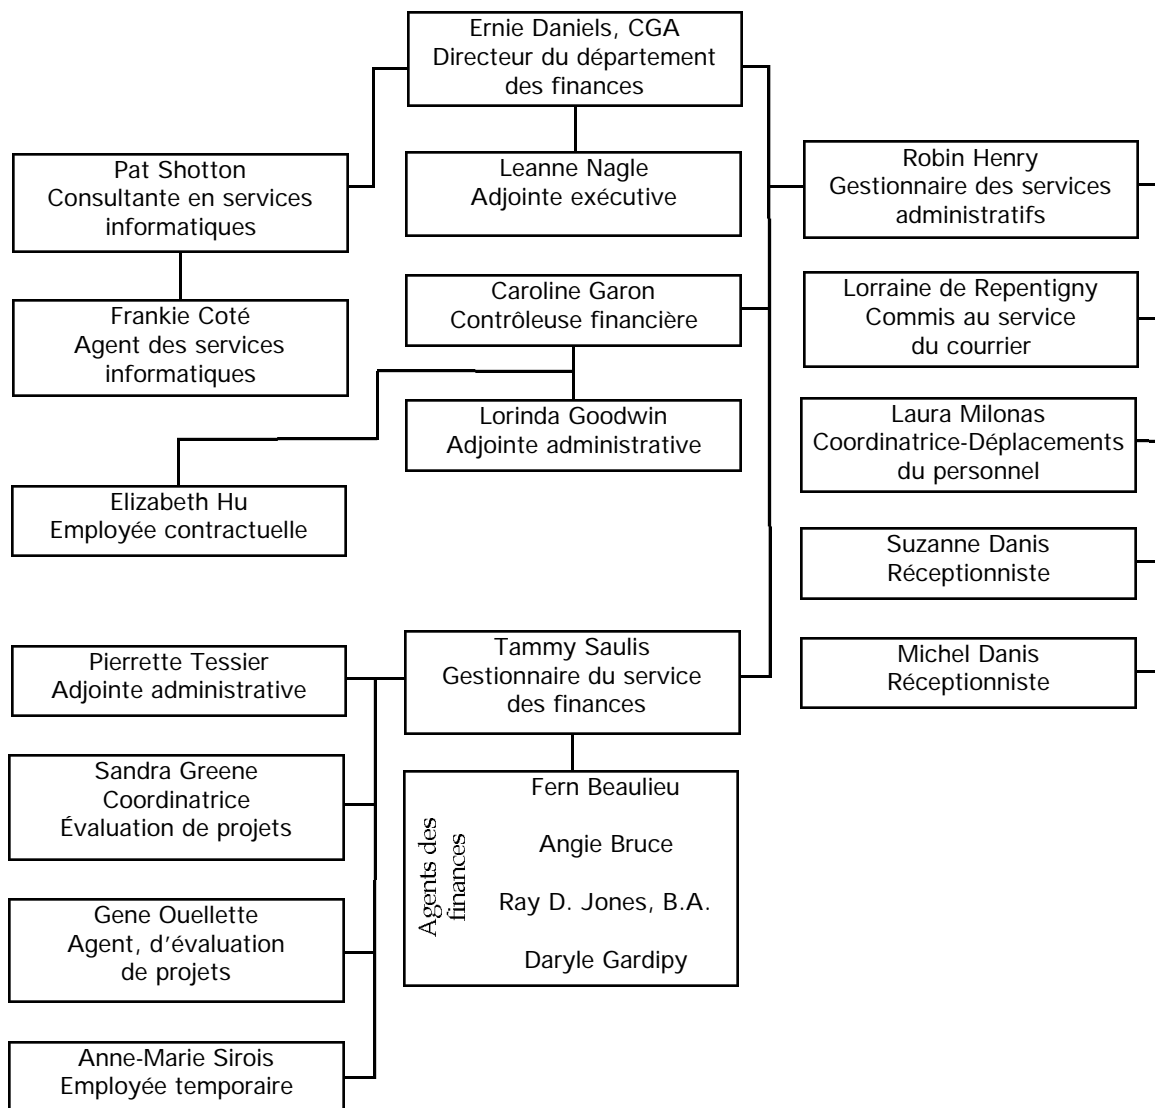 Ernie Daniels, CGA
Directeur du département
des finances
Pat Shotton
Consultante en services
informatiques
Leanne Nagle
Adjointe exécutive
Robin Henry
Gestionnaire des services
administratifs
Frankie Coté
Agent des services
informatiques
Caroline Garon
Contrôleuse financière
Lorraine de Repentigny
Commis au service
du courrier
Lorinda Goodwin
Adjointe administrative
Laura Milonas
Coordinatrice-Déplacements
du personnel
Elizabeth Hu
Employée contractuelle
Suzanne Danis
Réceptionniste
Pierrette Tessier
Adjointe administrative
Tammy Saulis
Gestionnaire du service
des finances
Michel Danis
Réceptionniste
Sandra Greene
Coordinatrice
Évaluation de projets
Agents des
finances
Fern Beaulieu
Angie Bruce
Ray D. Jones, B.A.
Daryle Gardipy
Gene Ouellette
Agent, d'évaluation
de projets
Anne-Marie Sirois
Employée temporaire